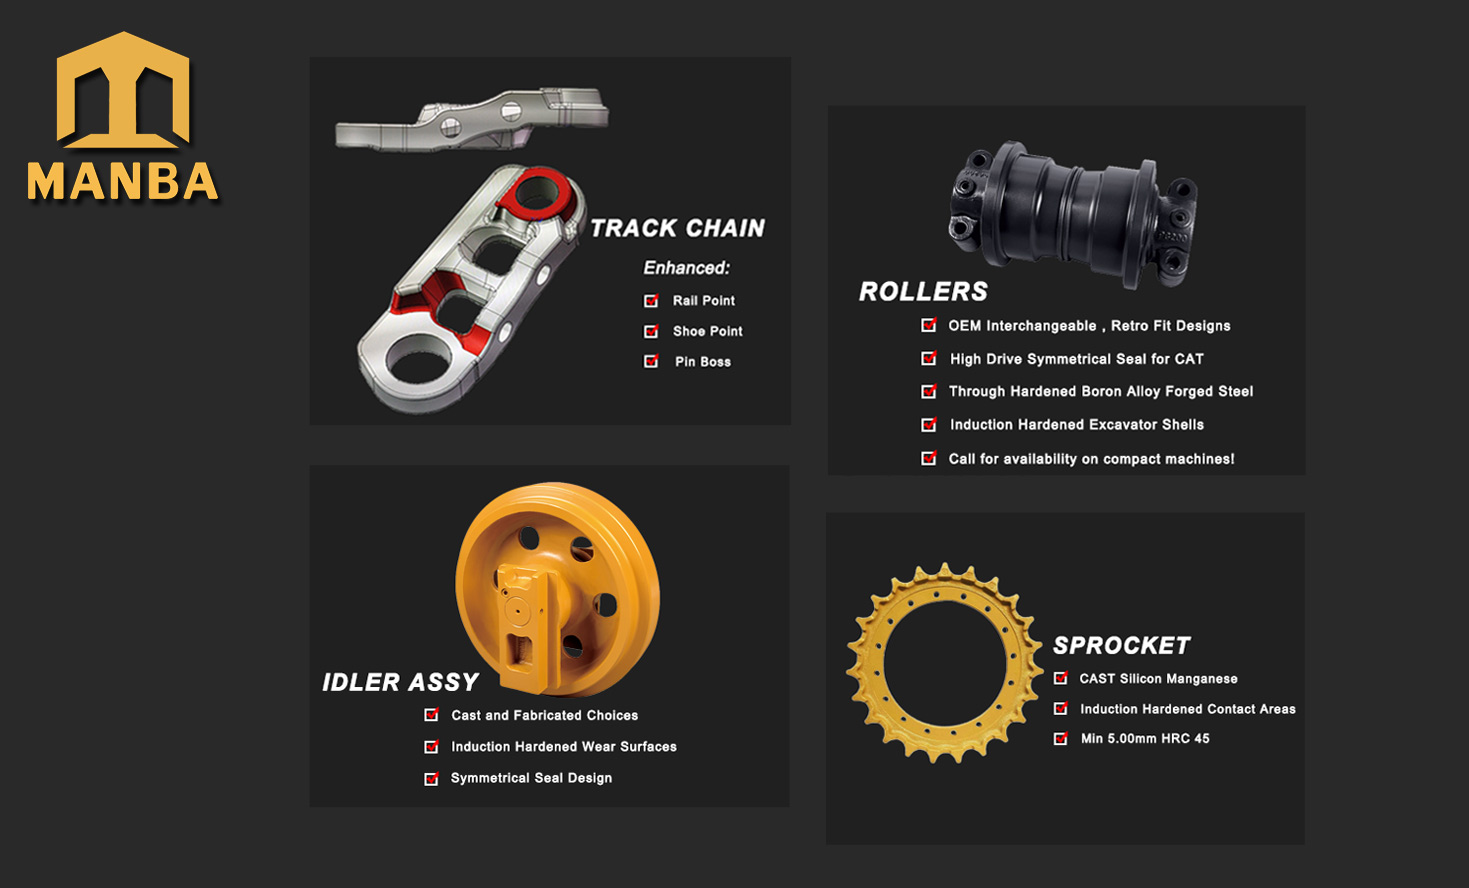 MANBA
TRACK CHAIN
Enhanced:
Rail Point
Shoe Point
Pin Boss
ROLLERS
OEM Interchangeable , Retro Fit Designs
High Drive Symmetrical Seal for CAT
Through Hardened Boron Alloy Forged Steel
Induction Hardened Excavator Shells
Call for availability on compact machines!
IDLER ASSY
Cast and Fabricated Choices
Induction Hardened Wear Surfaces
Symmetrical Seal Design
SPROCKET
CAST Silicon Manganese
Induction Hardened Contact Areas
Min 5.00mm HRC 45